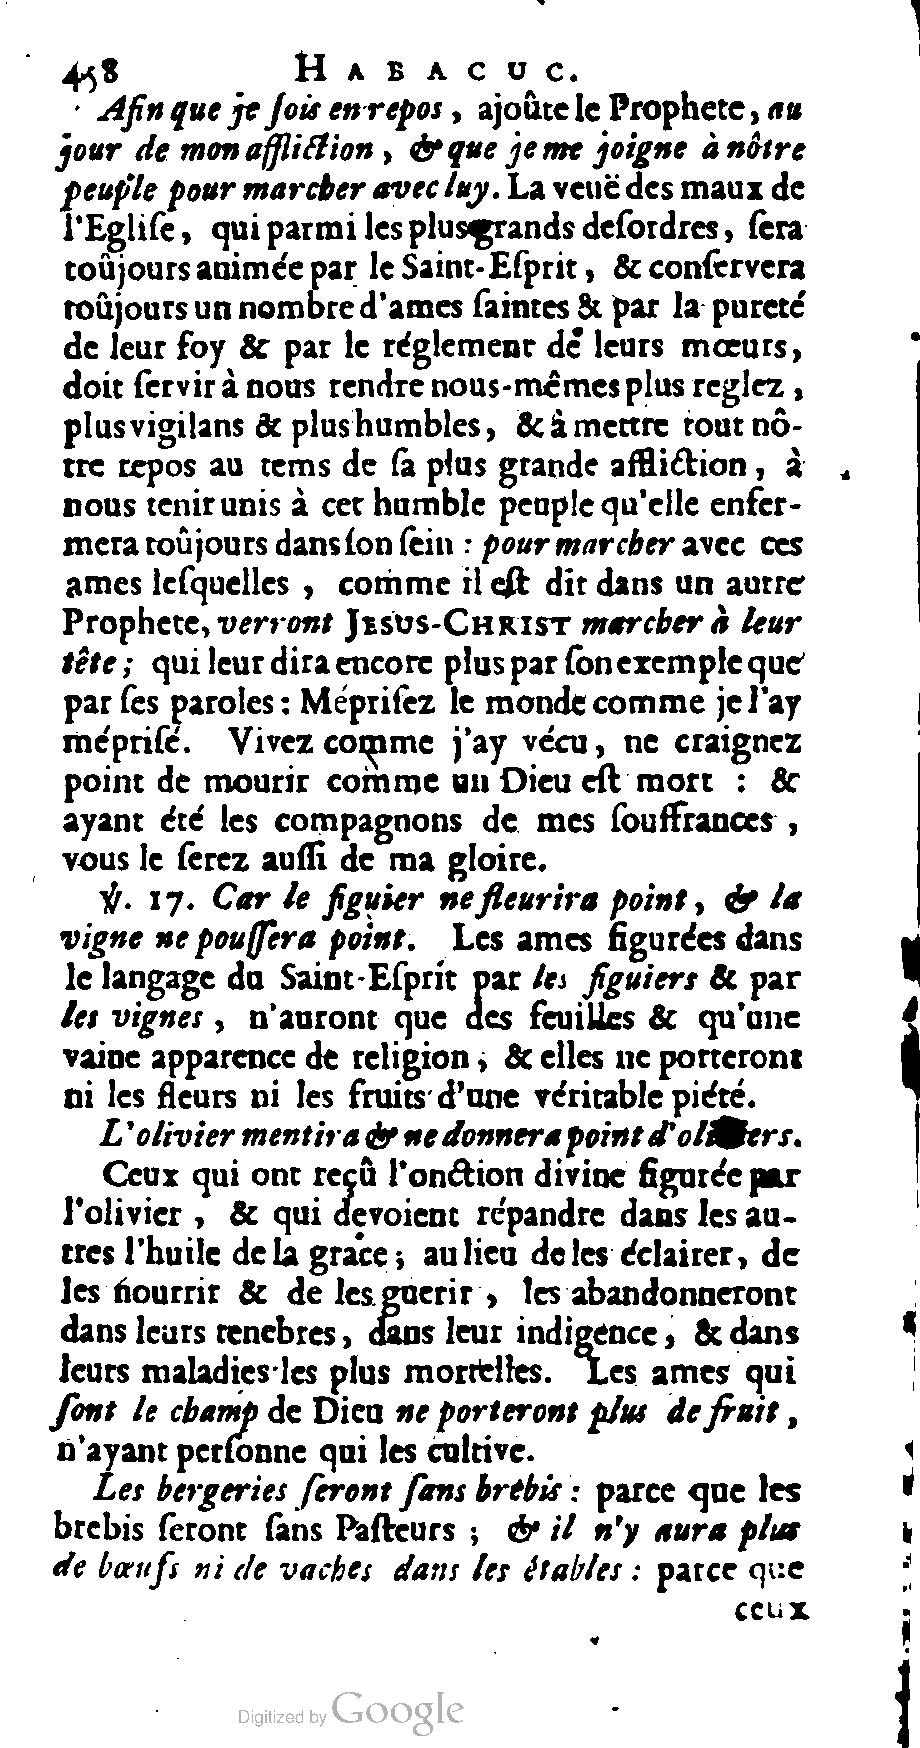 458 HABACUC.
Afin que je ſois en repos, ajoûte le Prophete, au
jour de mon affliction, & que je me joigne à nôtre
peuple pour marcher avec luy. La veuë des maux de
l'Egliſe, qui parmi les plus grands deſordres, ſera
toûjours animée par le Saint-Eſprit, & conſervera
toûjours un nombre d'ames ſaintes & par la pureté
de leur foy & par le réglement de leurs mœurs,
doit ſervir à nous rendre nous-mêmes plus reglez,
plus vigilans & plus humbles, & à mettre tout nô-
tre repos au tems de ſa plus grande affliction, à
nous tenir unis à cet humble peuple qu'elle enfer-
mera toûjours dans ſon ſein : pour marcher avec ces
ames leſquelles, comme il eſt dit dans un autre
Prophete, verront JESUS-CHRIST marcher à leur
tête; qui leur dira encore plus par ſon exemple que
par ſes paroles : Mépriſez le monde comme je l'ay
mépriſé. Vivez comme j'ay vécu, ne craignez
point de mourir comme un Dieu eſt mort : &
ayant été les compagnons de mes ſouffrances,
vous le ſerez auſſi de ma gloire.
℣. 17. Car le figuier ne fleurira point, & la
vigne ne pouſſera point. Les ames figurées dans
le langage du Saint-Eſprit par les figuiers & par
les vignes, n'auront que des feuilles & qu'une
vaine apparence de religion, & elles ne porteront
ni les fleurs ni les fruits d'une véritable piété.
L'olivier mentira & ne donnera point d'oliviers.
Ceux qui ont reçû l'onction divine figurée par
l'olivier, & qui devoient répandre dans les au-
tres l'huile de la grace; au lieu de les éclairer, de
les nourrir & de les guerir, les abandonneront
dans leurs tenebres, dans leur indigence, & dans
leurs maladies les plus mortelles. Les ames qui
ſont le champ de Dieu ne porteront plus de fruit,
n'ayant perſonne qui les cultive.
Les bergeries ſeront ſans brebis : parce que les
brebis ſeront ſans Paſteurs ; & il n'y aura plus
de bœufs ni de vaches dans les étables : parce que
ceux
Digitized by Google